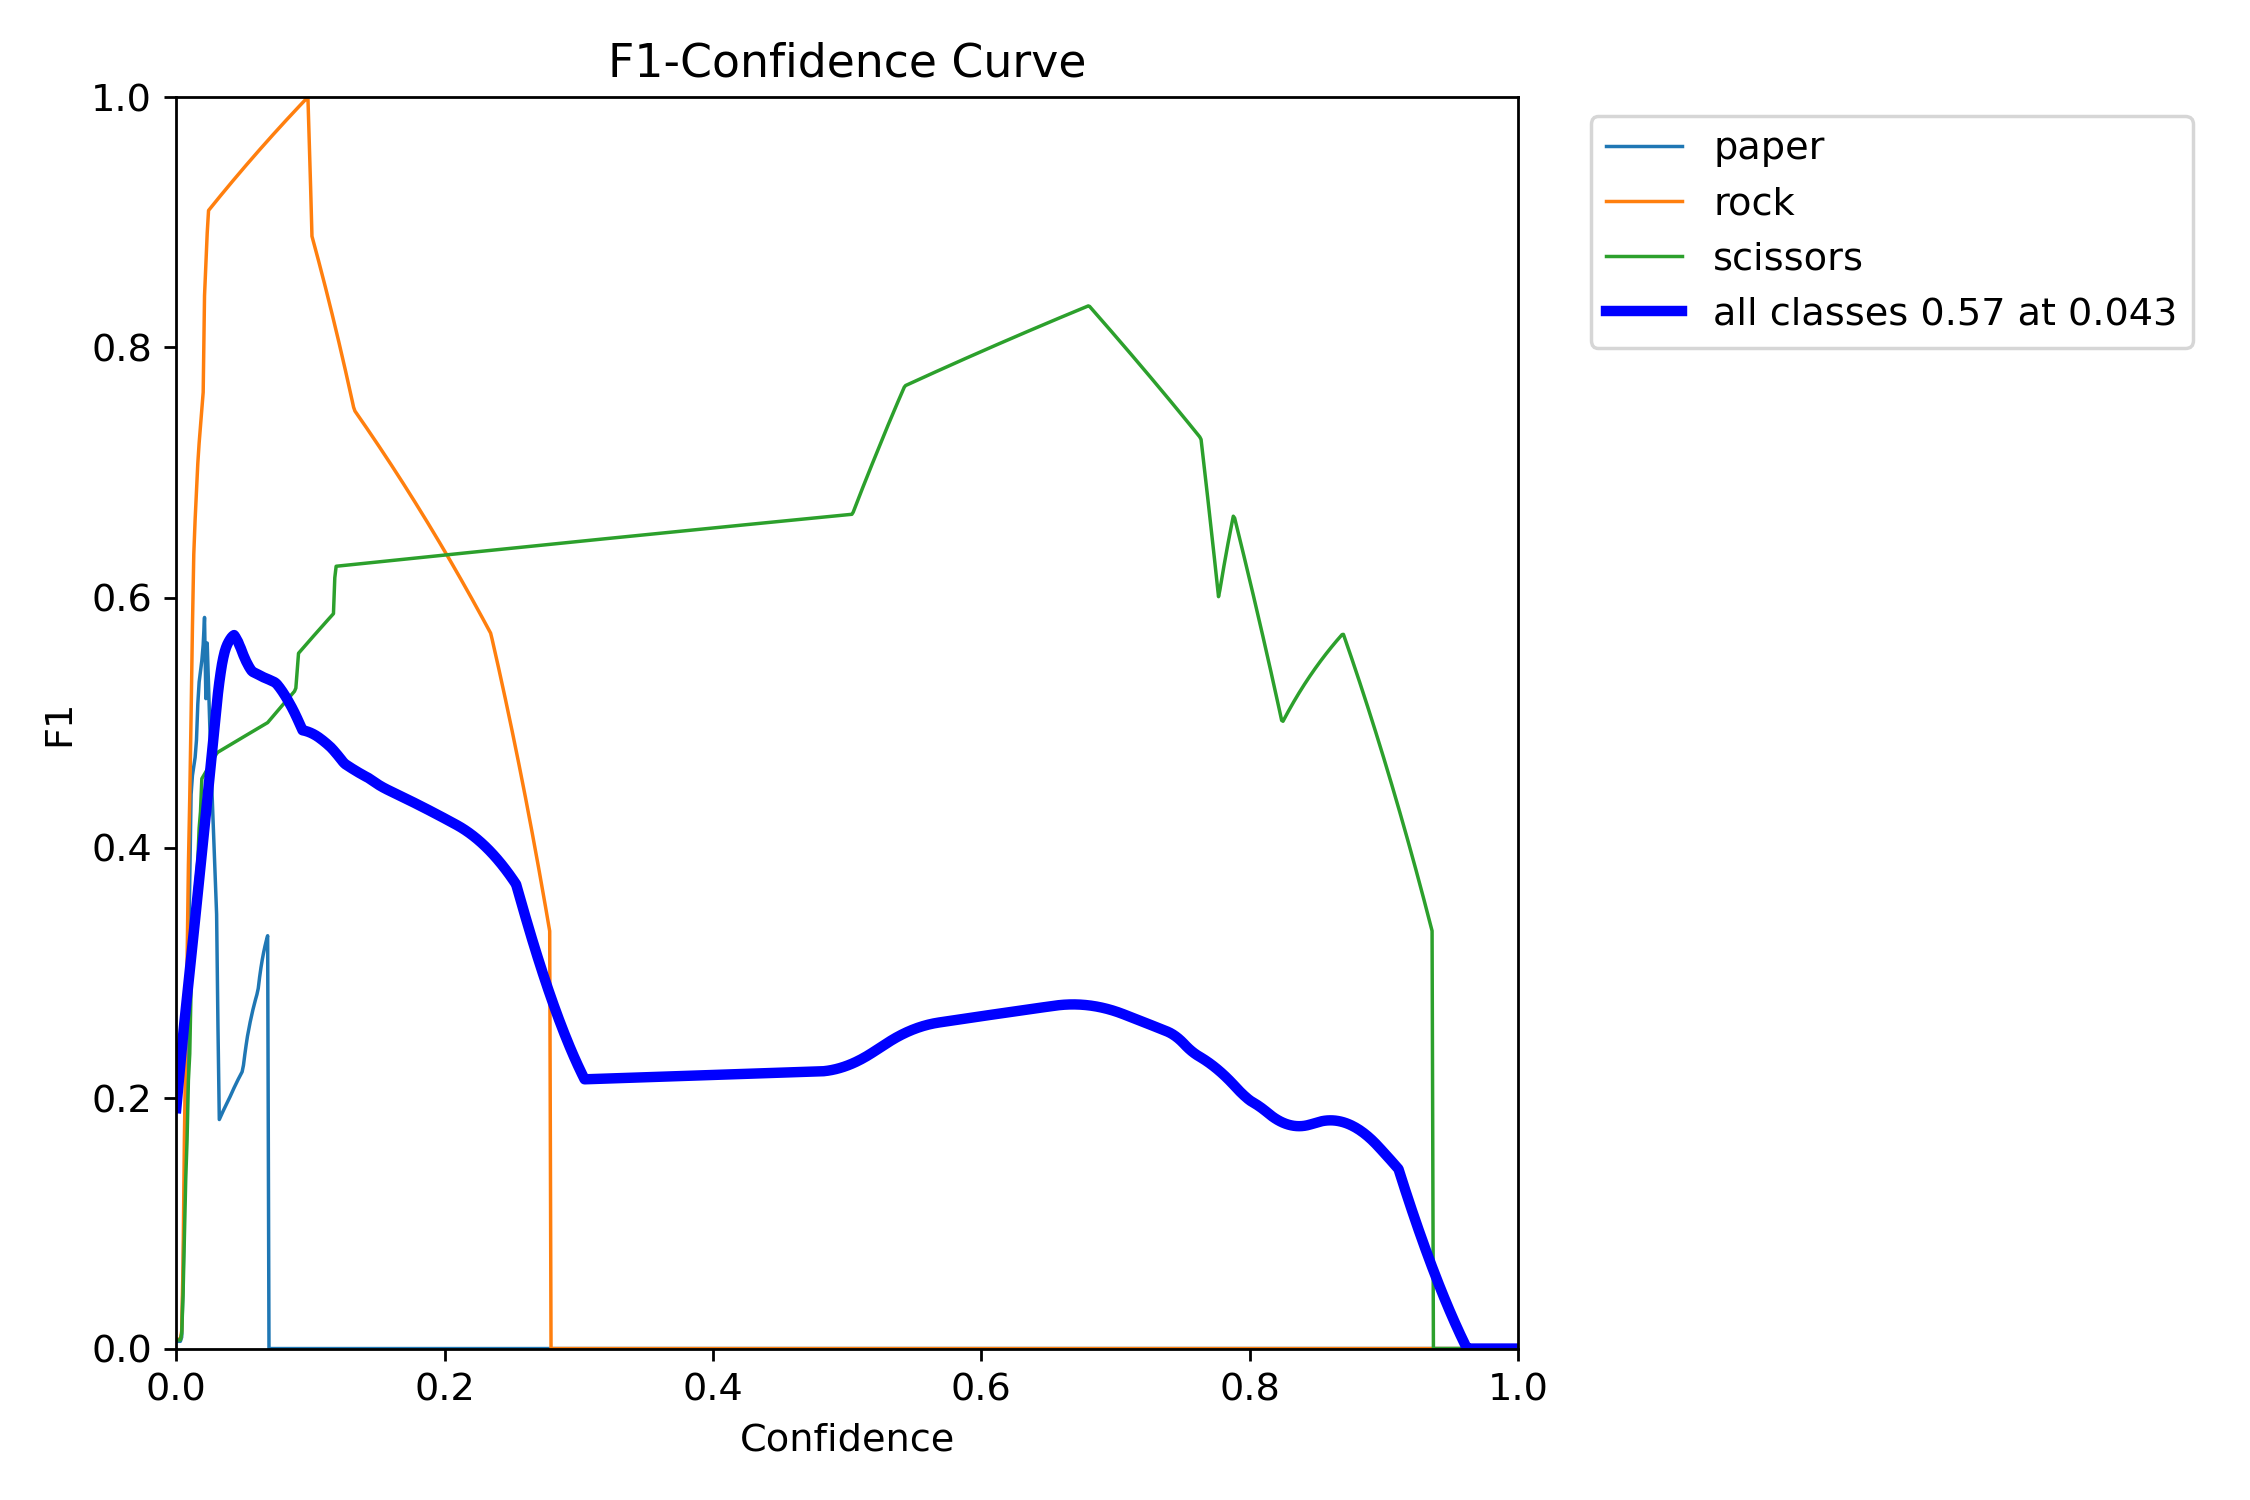 F1-Confidence Curve
1.0
0.8
0.6
0.4
0.2
0.0
F1
0.0 0.2 0.4 0.6 0.8 1.0
Confidence
paper
rock
scissors
all classes 0.57 at 0.043